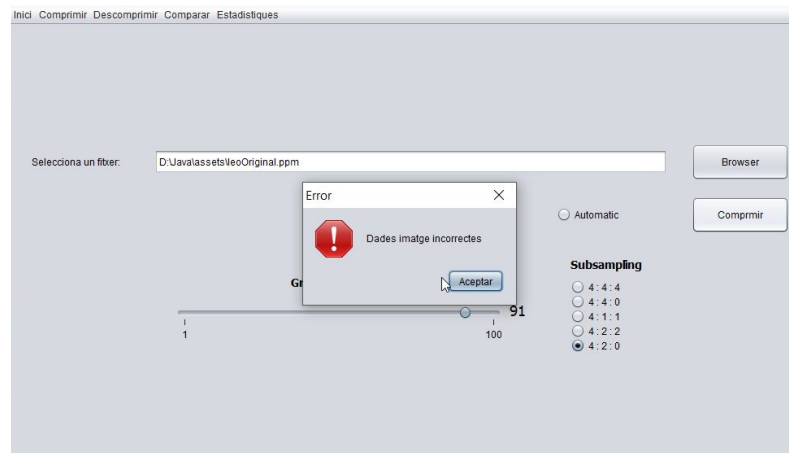 Inici Comprimir Descomprimir Comparar Estadistiques
Selecciona un fitxer: D:\Java\assets\leoOriginal.ppm Browser
Error
Automatic Comprmir
Dades imatge incorrectes
Subsampling
Aceptar
4 : 4 : 4
4 : 4 : 0
91
4 : 1 : 1
1 100
4 : 2 : 2
4 : 2 : 0